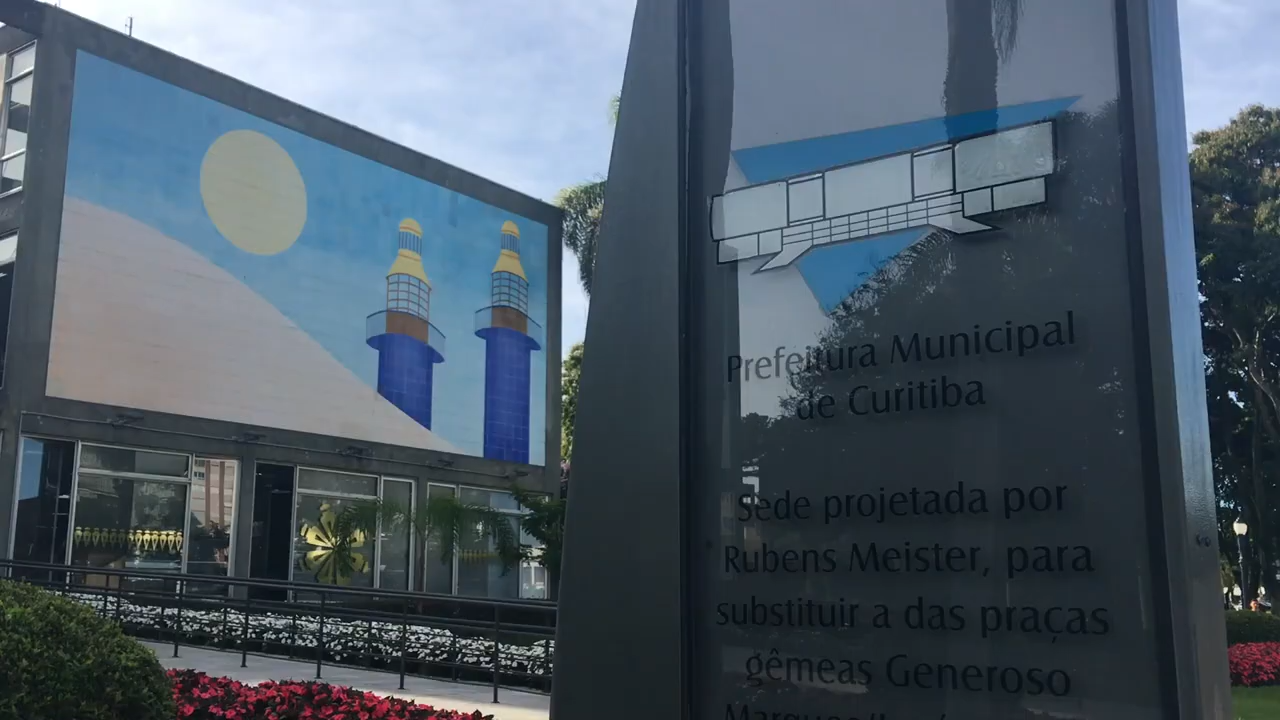 Prefeitura Municipal
de Curitiba
Sede projetada por
Rubens Meister, para
substituir a das praças
gêmeas Generoso